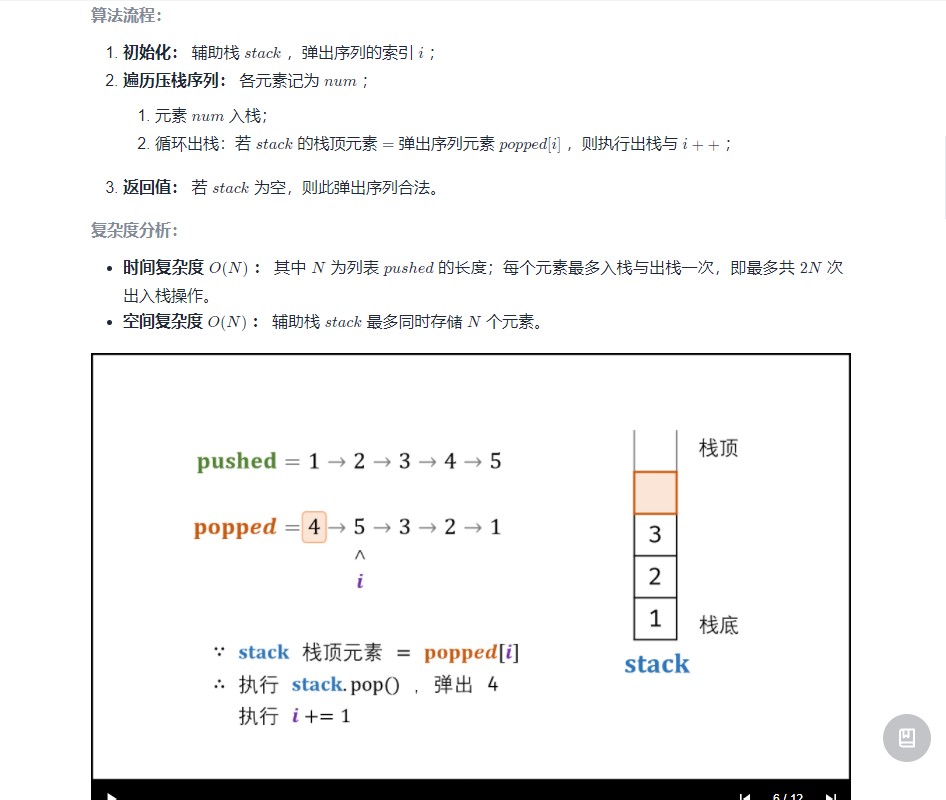 算法流程：
1. 初始化： 辅助栈 stack ，弹出序列的索引 i ；
2. 遍历压栈序列： 各元素记为 num ；
1. 元素 num 入栈；
2. 循环出栈：若 stack 的栈顶元素 = 弹出序列元素 popped[i] ，则执行出栈与 i + + ；
3. 返回值： 若 stack 为空，则此弹出序列合法。
复杂度分析：
• 时间复杂度 O(N) ： 其中 N 为列表 pushed 的长度；每个元素最多入栈与出栈一次，即最多共 2N 次
出入栈操作。
• 空间复杂度 O(N) ： 辅助栈 stack 最多同时存储 N 个元素。
pushed = 1 → 2 → 3 → 4 → 5
popped = 4 → 5 → 3 → 2 → 1
^
i
∵ stack 栈顶元素 = popped[i]
∴ 执行 stack.pop() ，弹出 4
执行 i += 1
栈顶
3
2
1
栈底
stack
6 / 12